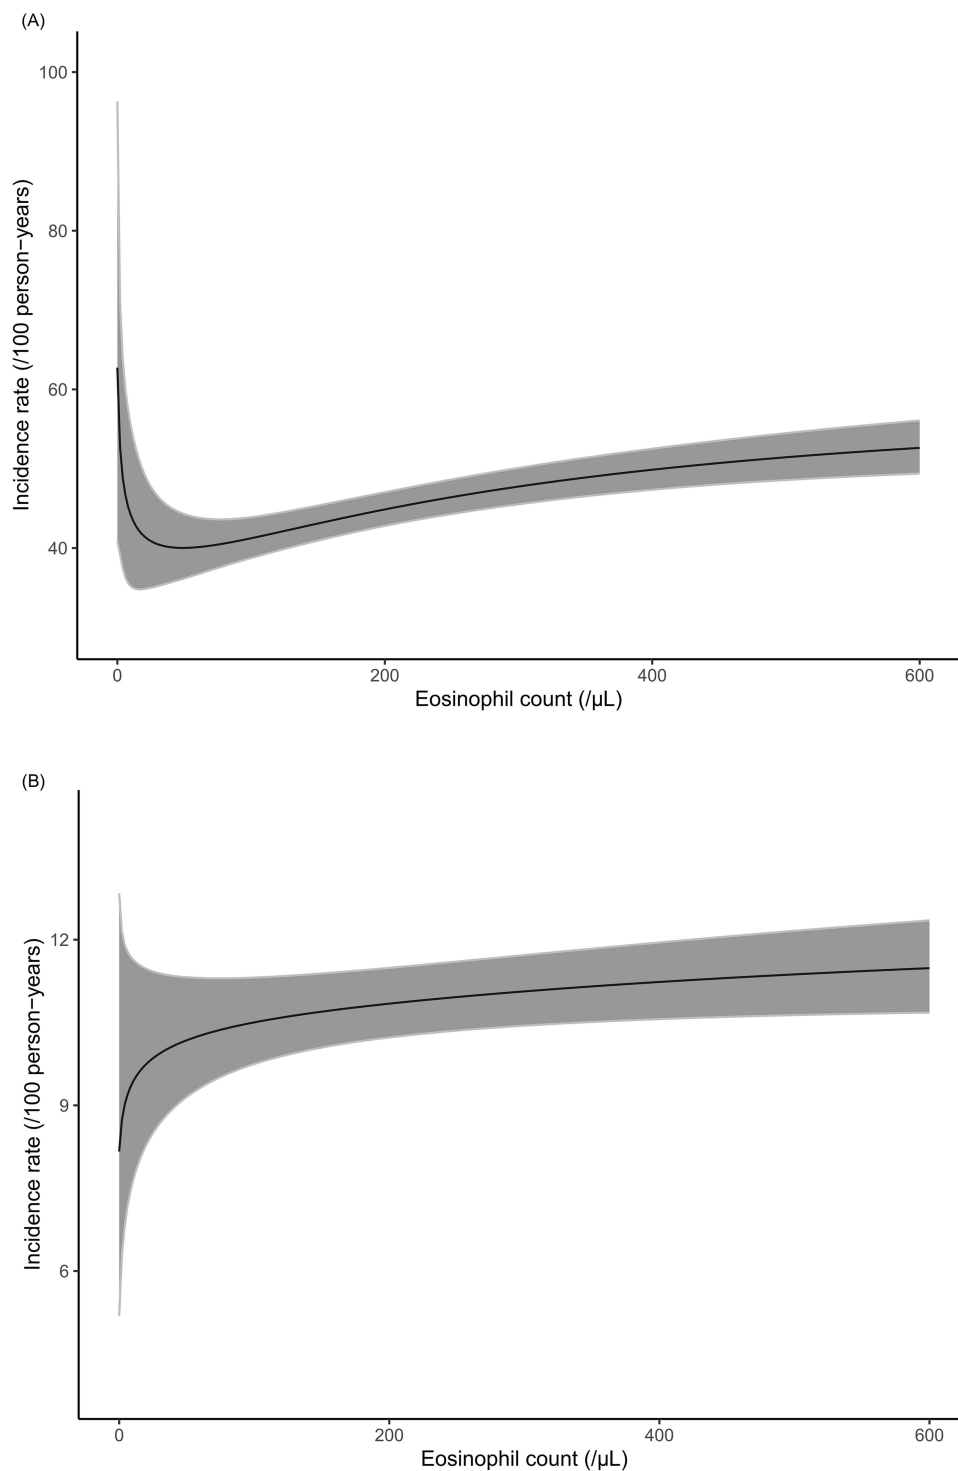 (A)
100
80
60
40
Incidence rate (/100 person−years)
0 200 400 600
Eosinophil count (/µL)
(B)
12
9
6
Incidence rate (/100 person−years)
0 200 400 600
Eosinophil count (/µL)